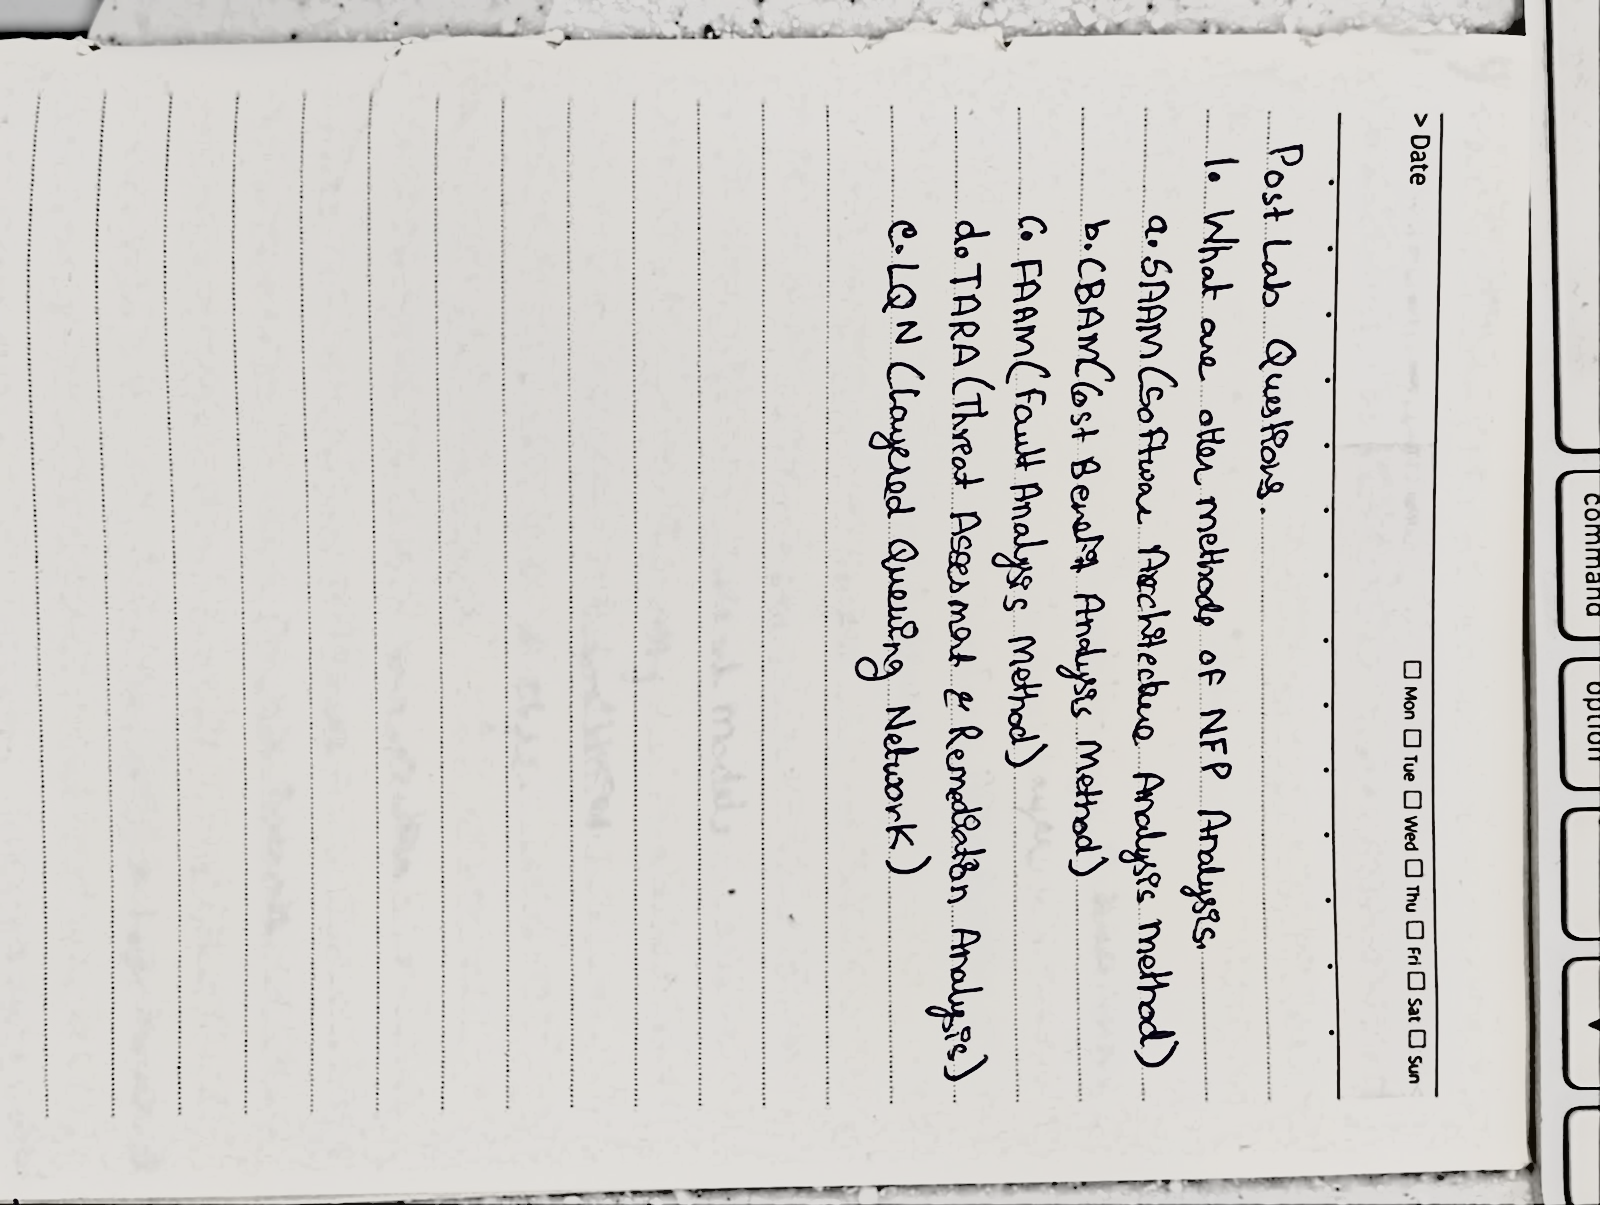 > Date
□ Mon □ Tue □ Wed □ Thu □ Fri □ Sat □ Sun
Post Lab Questions.
1. What are other methods of NFP Analysis.
a. SAAM (Software Architecture Analysis method)
b. CBAM (Cost Benefit Analysis Method)
C. FAAM (Fault Analysis Method)
d. TARA (Threat Assesment & Remediation Analysis)
e. LQN (Layered Queuing Network)
command
option